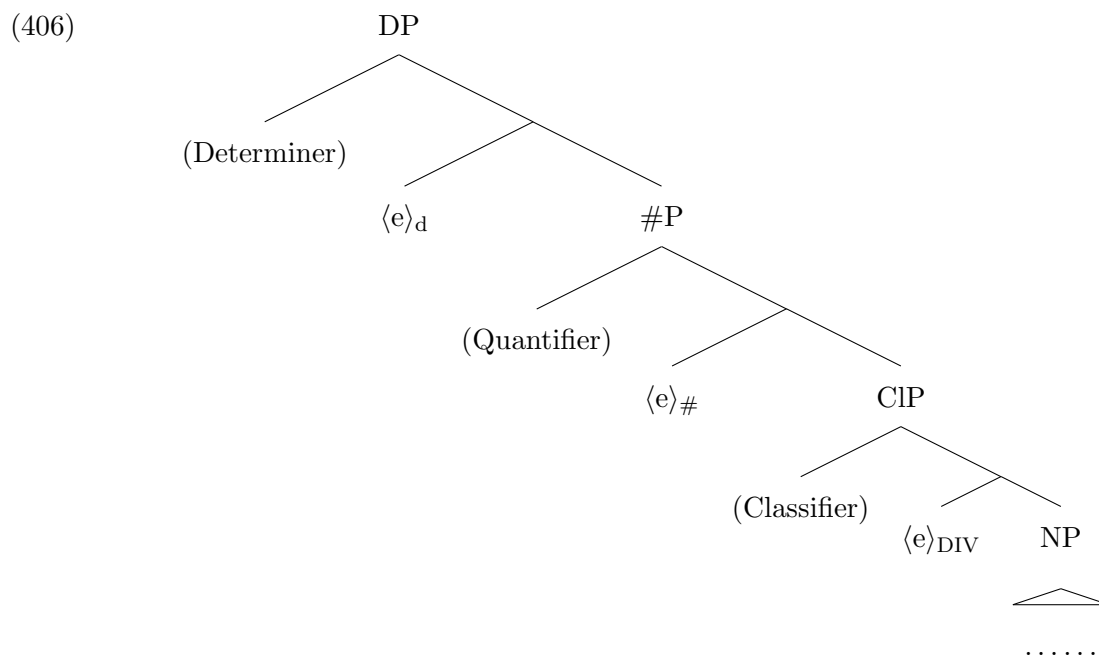 (406) DP
(Determiner)
⟨e⟩d #P
(Quantifier)
⟨e⟩# ClP
(Classifier)
⟨e⟩DIV NP
......